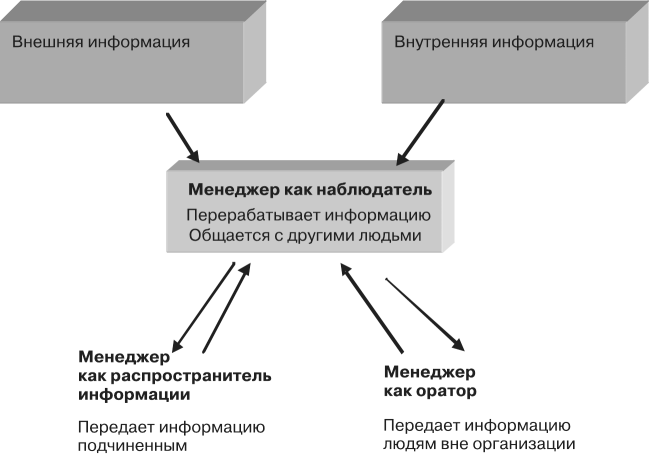 Внешняя информация
Внутренняя информация
Менеджер как наблюдатель
Перерабатывает информацию
Общается с другими людьми
Менеджер
как распространитель
информации
Передает информацию
подчиненным
Менеджер
как оратор
Передает информацию
людям вне организации